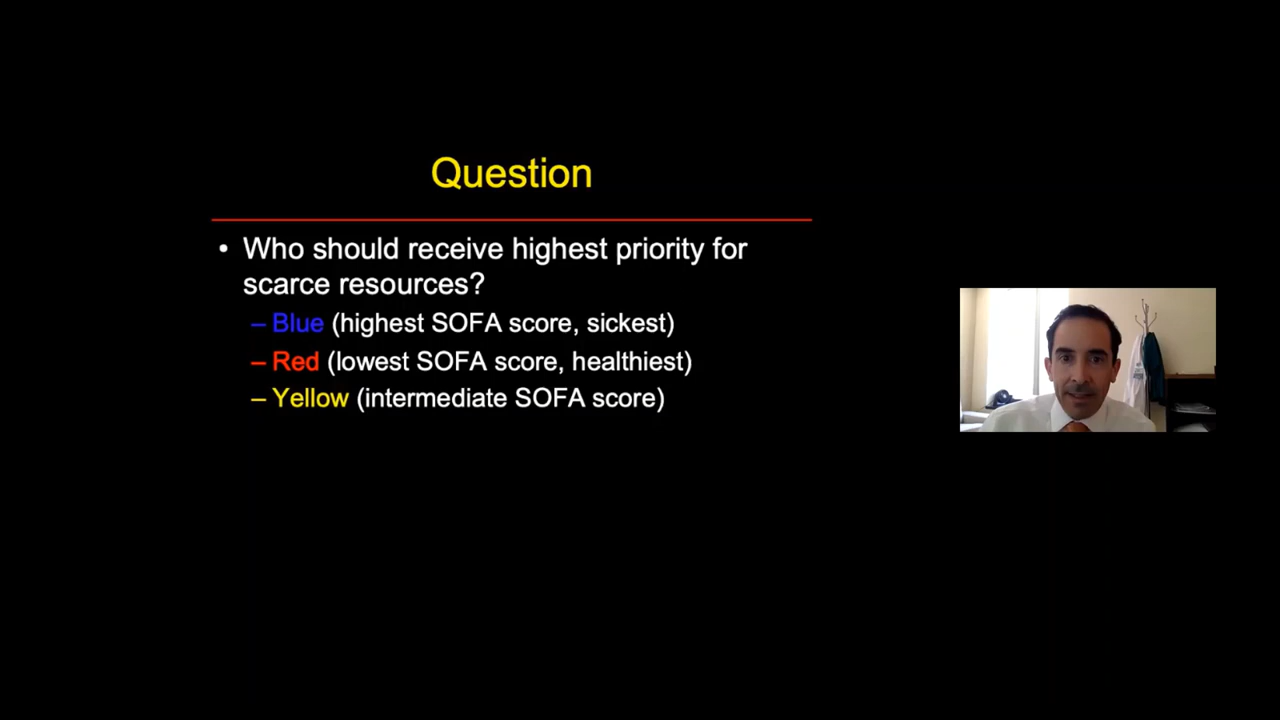 Question
• Who should receive highest priority for
scarce resources?
– Blue (highest SOFA score, sickest)
– Red (lowest SOFA score, healthiest)
– Yellow (intermediate SOFA score)